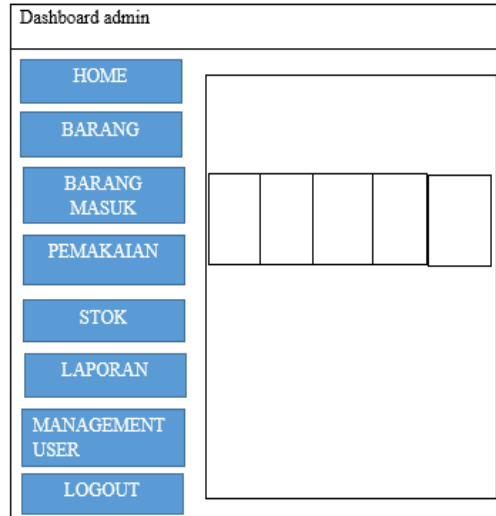 Dashboard admin
HOME
BARANG
BARANG
MASUK
PEMAKAIAN
STOK
LAPORAN
MANAGEMENT
USER
LOGOUT